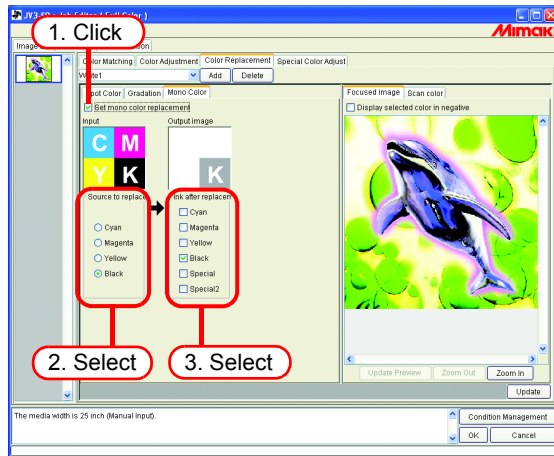 JV3 SP : Ink Editor ( Full Color )
Mimaki
1. Click
Image
Color Matching Color Adjustment Color Replacement Special Color Adjust
White1 Add Delete
Spot Color Gradation Mono Color
Focused image Scan color
Set mono color replacement
Display selected color in negative
Input Output image
C M
Y K K
Source to replace Ink after replacem
Cyan Cyan
Magenta Magenta
Yellow Yellow
Black Black
Special
Special2
2. Select 3. Select
Update Preview Zoom Out Zoom In
Update
The media width is 25 inch (Manual Input).
Condition Management
OK Cancel